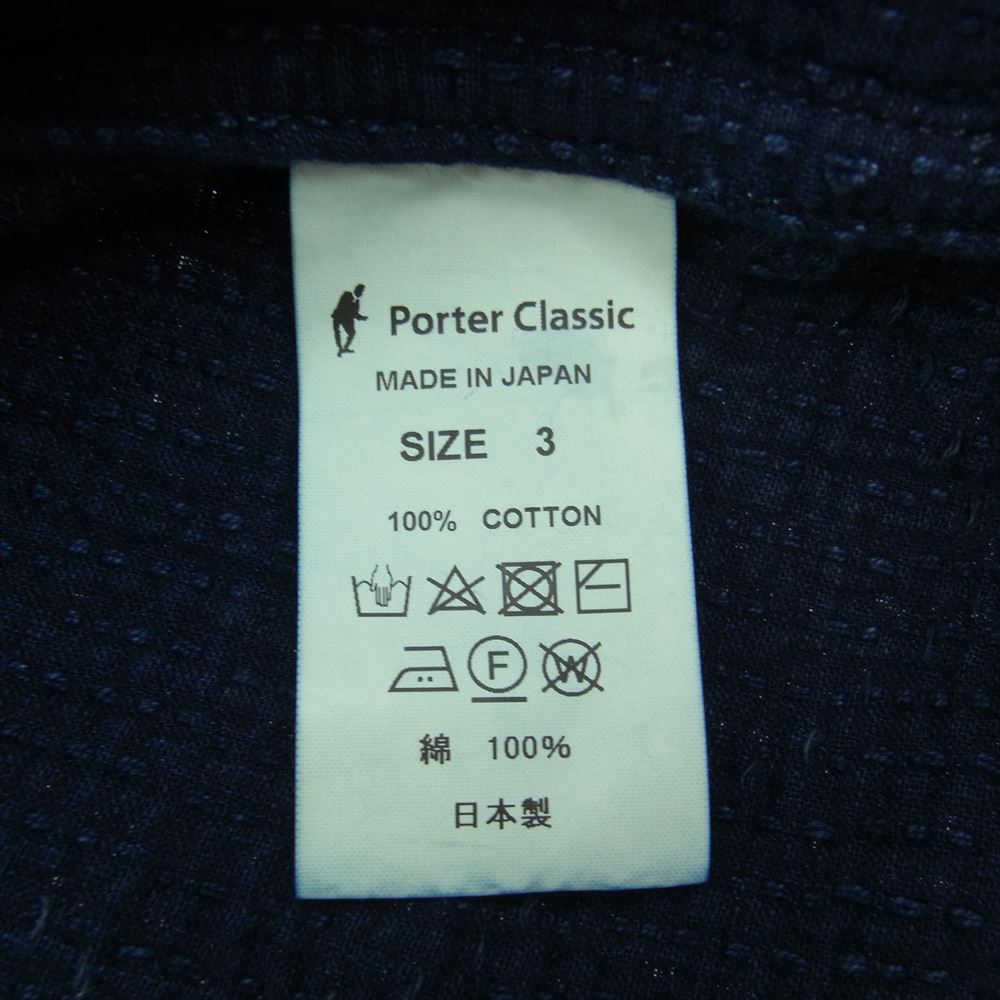 Porter Classic
MADE IN JAPAN
SIZE 3
100% COTTON
F W
綿 100%
日本製